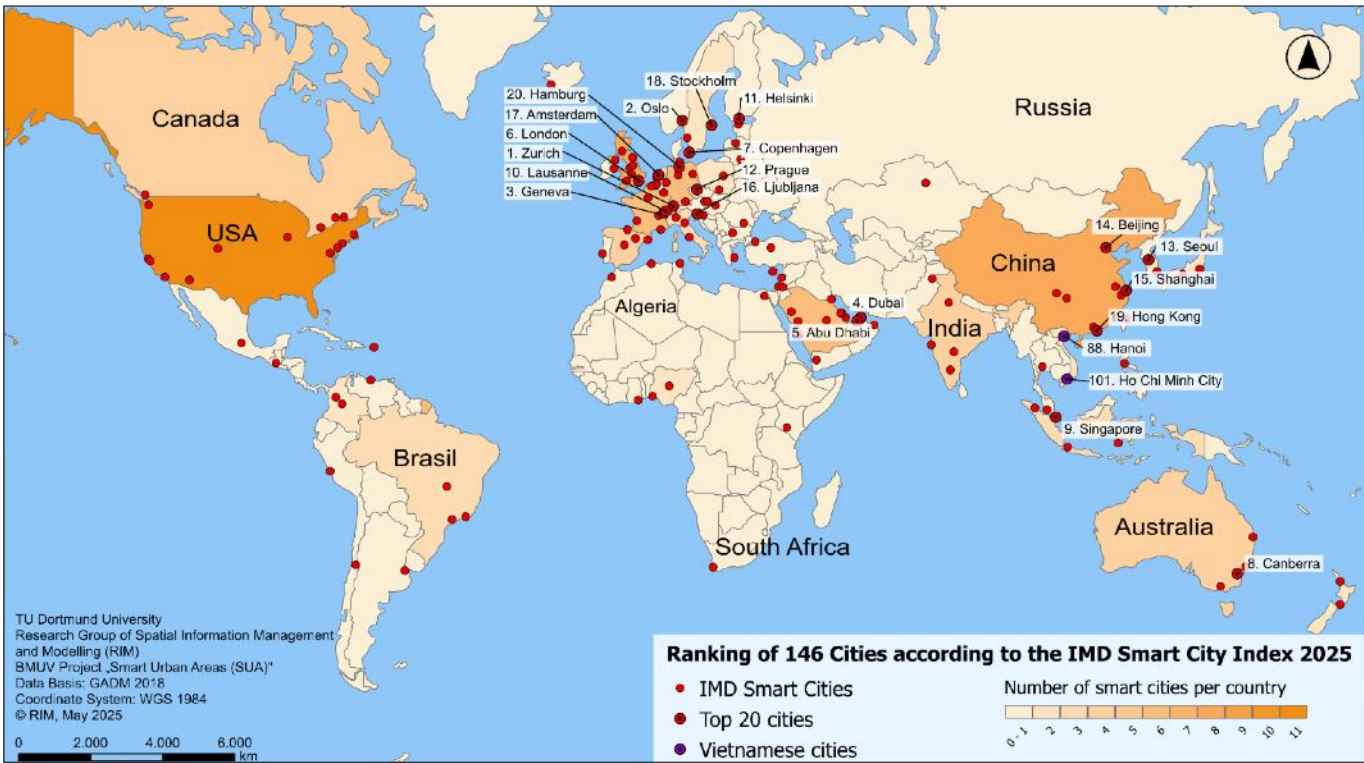 18. Stockholm
20. Hamburg
2. Oslo
11. Helsinki
Russia
Canada
17. Amsterdam
6. London
7. Copenhagen
1. Zurich
12. Prague
10. Lausanne
16. Ljubljana
3. Geneva
USA
14. Beijing
13. Seoul
China
15. Shanghai
Algeria
4. Dubai
19. Hong Kong
5. Abu Dhabi
India
88. Hanoi
101. Ho Chi Minh City
9. Singapore
Brasil
Australia
South Africa
8. Canberra
TU Dortmund University
Research Group of Spatial Information Management
and Modelling (RIM)
BMUV Project „Smart Urban Areas (SUA)"
Data Basis: GADM 2018
Coordinate System: WGS 1984
© RIM, May 2025
0 2.000 4.000 6.000
km
Ranking of 146 Cities according to the IMD Smart City Index 2025
IMD Smart Cities
Top 20 cities
Vietnamese cities
Number of smart cities per country
0 - 1 2 3 4 5 6 7 8 9 10 11